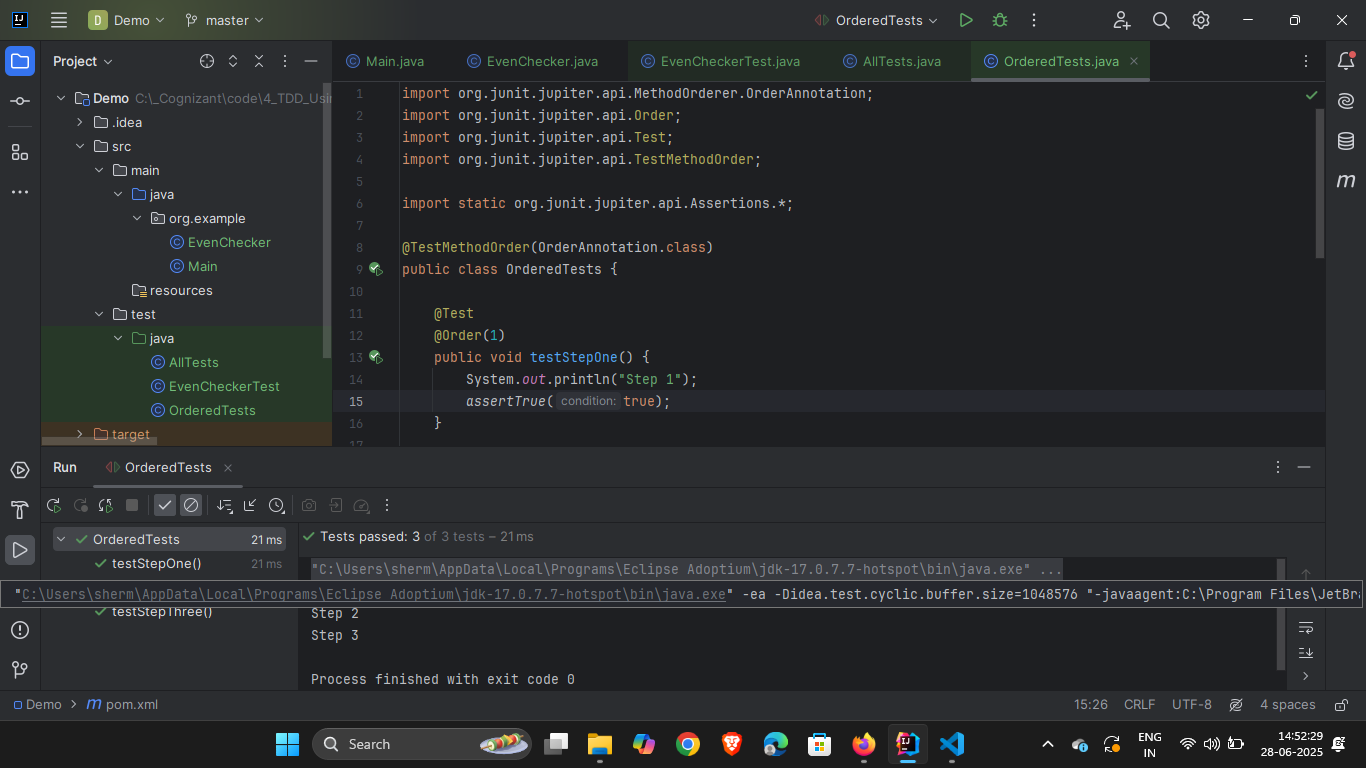 D Demo master OrderedTests
Project
Main.java EvenChecker.java EvenCheckerTest.java AllTests.java OrderedTests.java
Demo C:\_Cognizant\code\4_TDD_Usin
.idea
src
main
java
org.example
EvenChecker
Main
resources
test
java
AllTests
EvenCheckerTest
OrderedTests
target
1 import org.junit.jupiter.api.MethodOrderer.OrderAnnotation;
2 import org.junit.jupiter.api.Order;
3 import org.junit.jupiter.api.Test;
4 import org.junit.jupiter.api.TestMethodOrder;
5
6 import static org.junit.jupiter.api.Assertions.*;
7
8 @TestMethodOrder(OrderAnnotation.class)
9 public class OrderedTests {
10
11 @Test
12 @Order(1)
13 public void testStepOne() {
14 System.out.println("Step 1");
15 assertTrue( condition: true);
16 }
17
Run OrderedTests
OrderedTests 21 ms
testStepOne() 21 ms
testStepThree()
Tests passed: 3 of 3 tests – 21 ms
"C:\Users\sherm\AppData\Local\Programs\Eclipse Adoptium\jdk-17.0.7.7-hotspot\bin\java.exe" ...
"C:\Users\sherm\AppData\Local\Programs\Eclipse Adoptium\jdk-17.0.7.7-hotspot\bin\java.exe" -ea -Didea.test.cyclic.buffer.size=1048576 "-javaagent:C:\Program Files\JetBra
Step 2
Step 3
Process finished with exit code 0
Demo pom.xml 15:26 CRLF UTF-8 4 spaces
Search
ENG
IN
14:52:29
28-06-2025